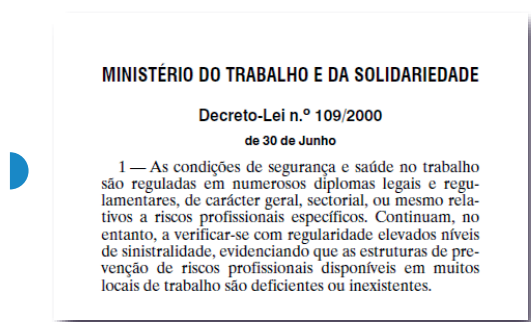 MINISTÉRIO DO TRABALHO E DA SOLIDARIEDADE
Decreto-Lei n.º 109/2000
de 30 de Junho
1 — As condições de segurança e saúde no trabalho
são reguladas em numerosos diplomas legais e regu-
lamentares, de carácter geral, sectorial, ou mesmo rela-
tivos a riscos profissionais específicos. Continuam, no
entanto, a verificar-se com regularidade elevados níveis
de sinistralidade, evidenciando que as estruturas de pre-
venção de riscos profissionais disponíveis em muitos
locais de trabalho são deficientes ou inexistentes.